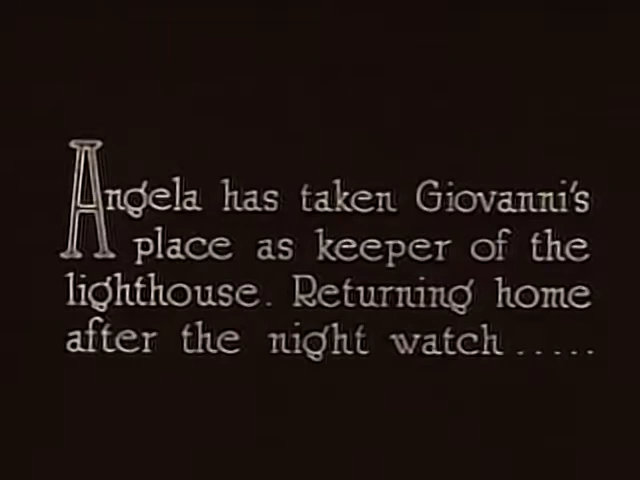 Angela has taken Giovanni's
place as keeper of the
lighthouse. Returning home
after the night watch.....